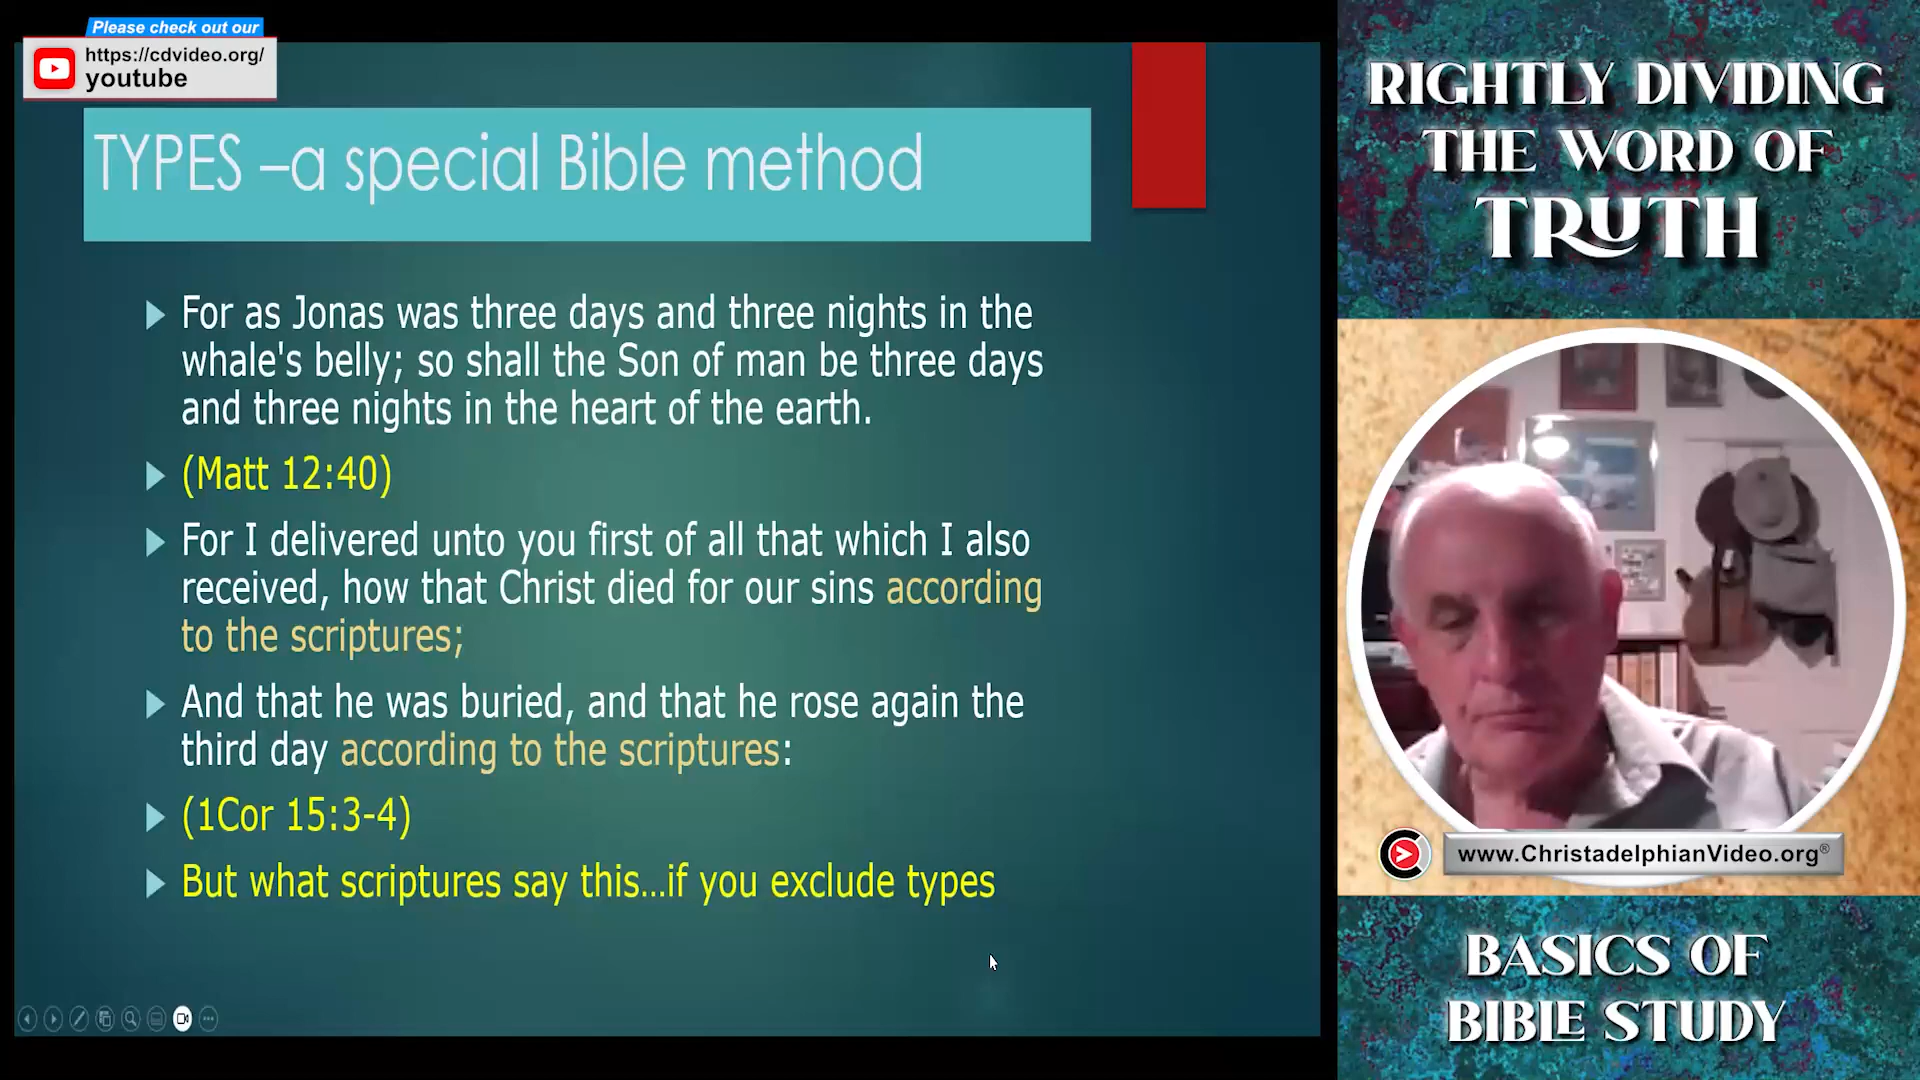 Please check out our
https://cdvideo.org/
youtube
TYPES –a special Bible method
For as Jonas was three days and three nights in the
whale's belly; so shall the Son of man be three days
and three nights in the heart of the earth.
(Matt 12:40)
For I delivered unto you first of all that which I also
received, how that Christ died for our sins according
to the scriptures;
And that he was buried, and that he rose again the
third day according to the scriptures:
(1Cor 15:3-4)
But what scriptures say this...if you exclude types
RIGHTLY DIVIDING
THE WORD OF
TRUTH
www.ChristadelphianVideo.org®
BASICS OF
BIBLE STUDY